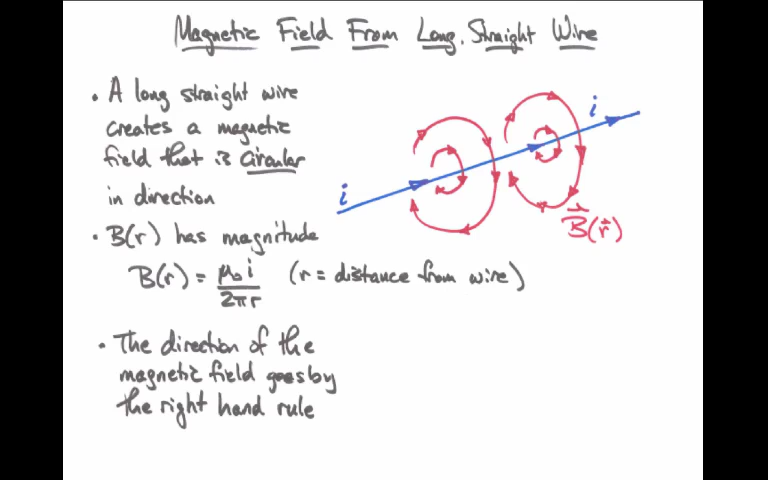 Magnetic Field From Long, Straight Wire
• A long straight wire
creates a magnetic
field that is circular
in direction
• B(r) has magnitude
B(r) = μ₀i/2πr (r = distance from wire)
• The direction of the
magnetic field goes by
the right hand rule
i
i
B⃗(r⃗)